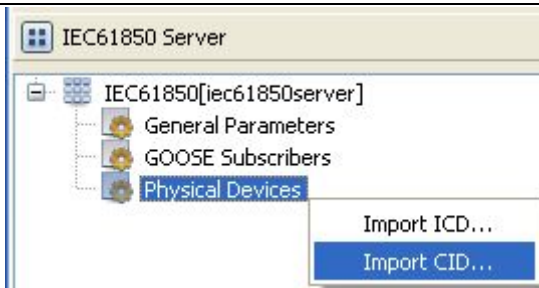 IEC61850 Server
IEC61850[iec61850server]
General Parameters
GOOSE Subscribers
Physical Devices
Import ICD...
Import CID...